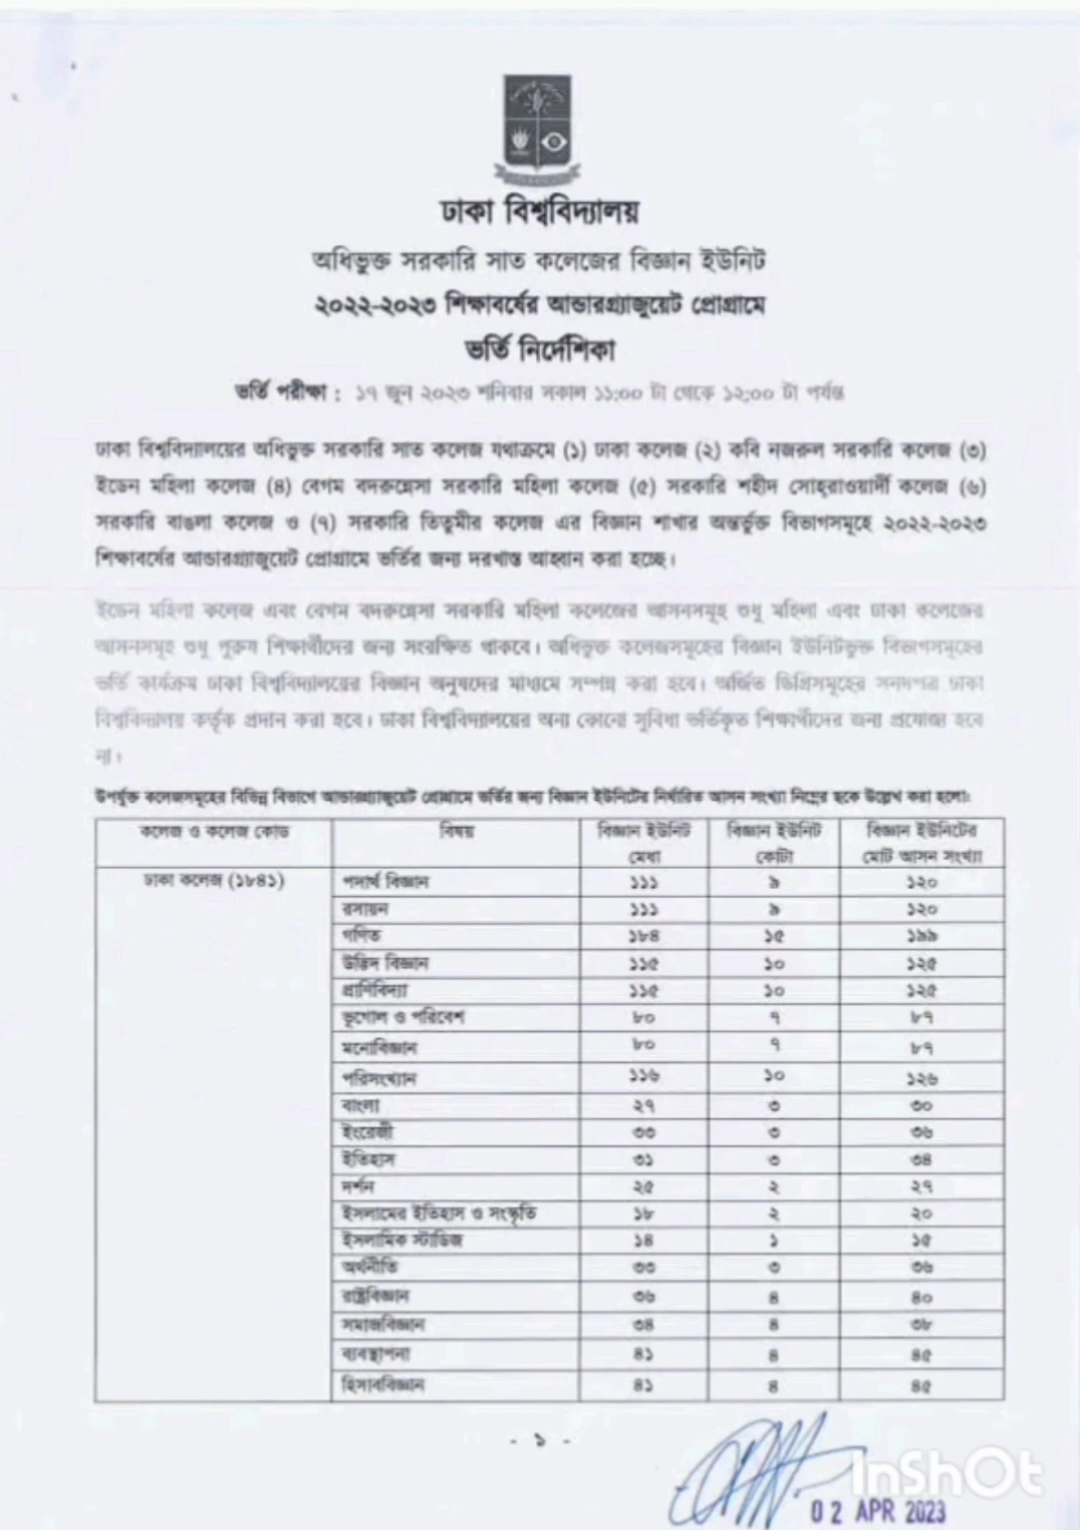 ঢাকা বিশ্ববিদ্যালয়
অধিভুক্ত সরকারি সাত কলেজের বিজ্ঞান ইউনিট
২০২২-২০২৩ শিক্ষাবর্ষের আন্ডারগ্র্যাজুয়েট প্রোগ্রামে
ভর্তি নির্দেশিকা
ভর্তি পরীক্ষা : ১৭ জুন ২০২৩ শনিবার সকাল ১১:০০ টা থেকে ১২:০০ টা পর্যন্ত
ঢাকা বিশ্ববিদ্যালয়ের অধিভুক্ত সরকারি সাত কলেজ যথাক্রমে (১) ঢাকা কলেজ (২) কবি নজরুল সরকারি কলেজ (৩)
ইডেন মহিলা কলেজ (৪) বেগম বদরুন্নেসা সরকারি মহিলা কলেজ (৫) সরকারি শহীদ সোহ্‌রাওয়ার্দী কলেজ (৬)
সরকারি বাঙলা কলেজ ও (৭) সরকারি তিতুমীর কলেজ এর বিজ্ঞান শাখার অন্তর্ভুক্ত বিভাগসমূহে ২০২২-২০২৩
শিক্ষাবর্ষের আন্ডারগ্র্যাজুয়েট প্রোগ্রামে ভর্তির জন্য দরখাস্ত আহ্বান করা হচ্ছে।
ইডেন মহিলা কলেজ এবং বেগম বদরুন্নেসা সরকারি মহিলা কলেজের আসনসমূহ শুধু মহিলা এবং ঢাকা কলেজের
আসনসমূহ শুধু পুরুষ শিক্ষার্থীদের জন্য সংরক্ষিত থাকবে। অধিভুক্ত কলেজসমূহের বিজ্ঞান ইউনিটভুক্ত বিভাগসমূহের
ভর্তি কার্যক্রম ঢাকা বিশ্ববিদ্যালয়ের বিজ্ঞান অনুষদের মাধ্যমে সম্পন্ন করা হবে। অর্জিত ডিগ্রিসমূহের সনদপত্র ঢাকা
বিশ্ববিদ্যালয় কর্তৃক প্রদান করা হবে। ঢাকা বিশ্ববিদ্যালয়ের অন্য কোনো সুবিধা ভর্তিকৃত শিক্ষার্থীদের জন্য প্রযোজ্য হবে
না।
উপর্যুক্ত কলেজসমূহের বিভিন্ন বিভাগে আন্ডারগ্র্যাজুয়েট প্রোগ্রামে ভর্তির জন্য বিজ্ঞান ইউনিটের নির্ধারিত আসন সংখ্যা নিম্নের ছকে উল্লেখ করা হলো:
কলেজ ও কলেজ কোড বিষয় বিজ্ঞান ইউনিট মেধা বিজ্ঞান ইউনিট কোটা বিজ্ঞান ইউনিটের মোট আসন সংখ্যা
ঢাকা কলেজ (১৮৪১) পদার্থ বিজ্ঞান ১১১ ৯ ১২০
রসায়ন ১১১ ৯ ১২০
গণিত ১৮৪ ১৫ ১৯৯
উদ্ভিদ বিজ্ঞান ১১৫ ১০ ১২৫
প্রাণিবিদ্যা ১১৫ ১০ ১২৫
ভূগোল ও পরিবেশ ৮০ ৭ ৮৭
মনোবিজ্ঞান ৮০ ৭ ৮৭
পরিসংখ্যান ১১৬ ১০ ১২৬
বাংলা ২৭ ৩ ৩০
ইংরেজী ৩৩ ৩ ৩৬
ইতিহাস ৩১ ৩ ৩৪
দর্শন ২৫ ২ ২৭
ইসলামের ইতিহাস ও সংস্কৃতি ১৮ ২ ২০
ইসলামিক স্টাডিজ ১৪ ১ ১৫
অর্থনীতি ৩৩ ৩ ৩৬
রাষ্ট্রবিজ্ঞান ৩৬ ৪ ৪০
সমাজবিজ্ঞান ৩৪ ৪ ৩৮
ব্যবস্থাপনা ৪১ ৪ ৪৫
হিসাববিজ্ঞান ৪১ ৪ ৪৫
- ১ -
InShOt
02 APR 2023